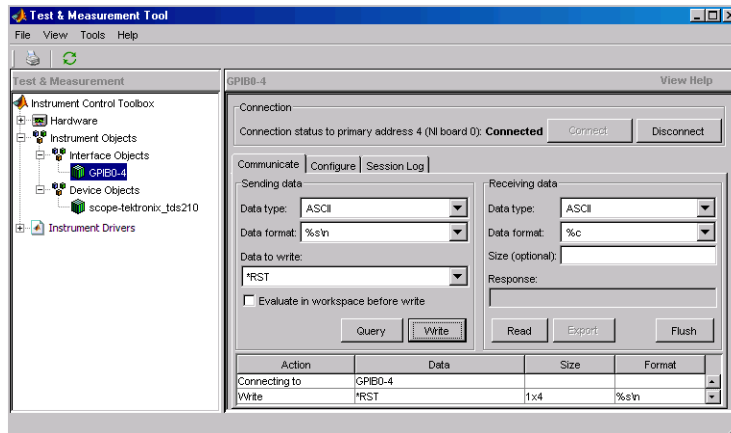 Test & Measurement Tool
File View Tools Help
Test & Measurement
GPIB0-4
View Help
Instrument Control Toolbox
Hardware
Instrument Objects
Interface Objects
GPIB0-4
Device Objects
scope-tektronix_tds210
Instrument Drivers
Connection
Connection status to primary address 4 (NI board 0): Connected
Connect
Disconnect
Communicate Configure Session Log
Sending data
Data type: ASCII
Data format: %s\n
Data to write:
*RST
Evaluate in workspace before write
Query Write
Receiving data
Data type: ASCII
Data format: %c
Size (optional):
Response:
Read Export Flush
Action Data Size Format
Connecting to GPIB0-4
Write *RST 1x4 %s\n